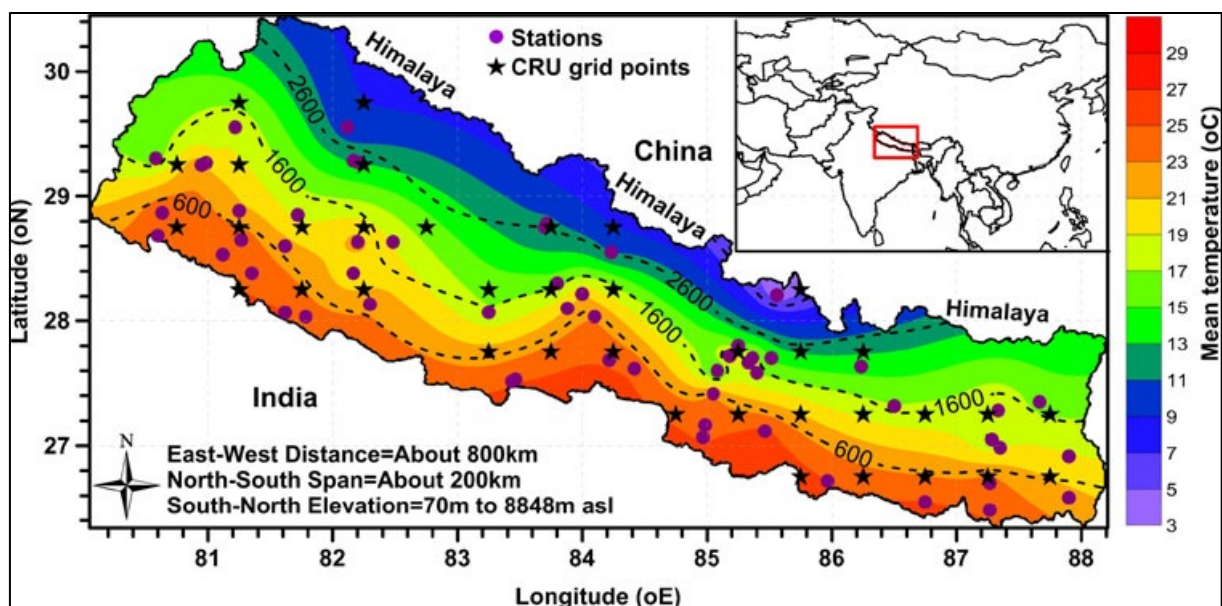 Stations
CRU grid points
Himalaya
China
Himalaya
Himalaya
2600
1600
600
2600
1600
1600
600
India
N
East-West Distance=About 800km
North-South Span=About 200km
South-North Elevation=70m to 8848m asl
30
29
28
27
Latitude (oN)
81 82 83 84 85 86 87 88
Longitude (oE)
29
27
25
23
21
19
17
15
13
11
9
7
5
3
Mean temperature (oC)